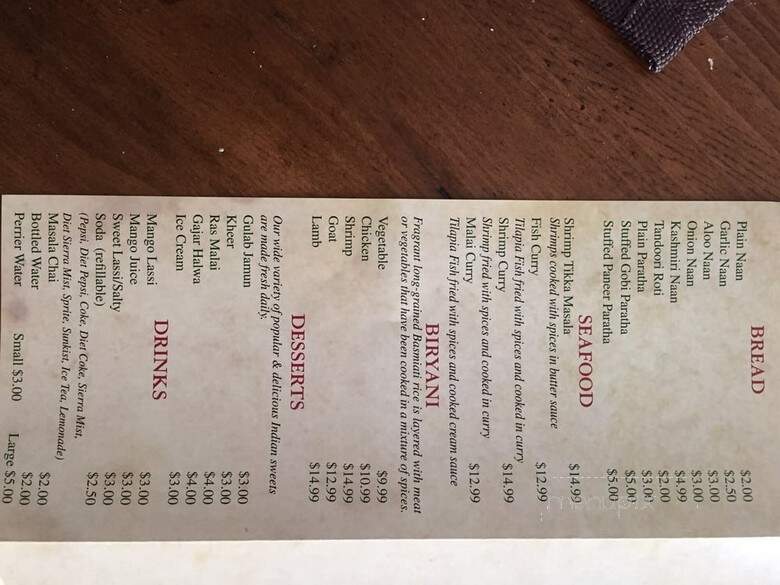 BREAD
Plain Naan $2.00
Garlic Naan $2.50
Aloo Naan $3.00
Onion Naan $3.00
Kashmiri Naan $4.99
Tandoori Roti $2.00
Plain Paratha $3.00
Stuffed Gobi Paratha $5.00
Stuffed Paneer Paratha $5.00
SEAFOOD
Shrimp Tikka Masala $14.99
Shrimps cooked with spices in butter sauce
Fish Curry $12.99
Tilapia Fish fried with spices and cooked in curry
Shrimp Curry $14.99
Shrimp fried with spices and cooked in curry
Malai Curry $12.99
Tilapia Fish fried with spices and cooked cream sauce
BIRYANI
Fragrant long-grained Basmati rice is layered with meat
or vegetables that have been cooked in a mixture of spices.
Vegetable $9.99
Chicken $10.99
Shrimp $14.99
Goat $12.99
Lamb $14.99
DESSERTS
Our wide variety of popular & delicious Indian sweets
are made fresh daily.
Gulab Jamun $3.00
Kheer $3.00
Ras Malai $4.00
Gajar Halwa $4.00
Ice Cream $3.00
DRINKS
Mango Lassi $3.00
Mango Juice $3.00
Sweet Lassi/Salty $3.00
Soda (refillable) $2.50
(Pepsi, Diet Pepsi, Coke, Diet Coke, Sierra Mist,
Diet Sierra Mist, Sprite, Sunkist, Ice Tea, Lemonade)
Masala Chai $2.00
Bottled Water $2.00
Perrier Water Small $3.00 Large $5.00
menupix